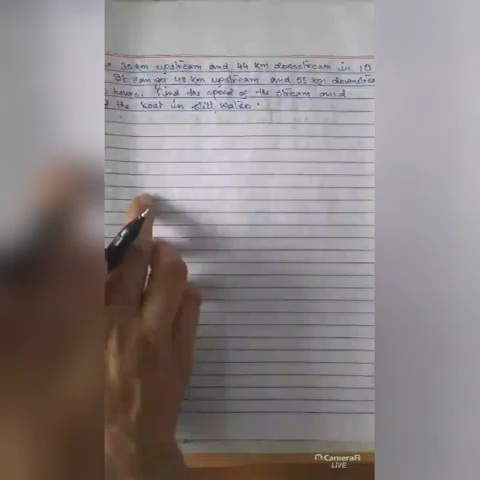 30 km upstream and 44 km downstream in 10
It can go 40 km upstream and 55 km downstrea
hours. Find the speed of the stream and
the boat in still water.
CameraFi
LIVE